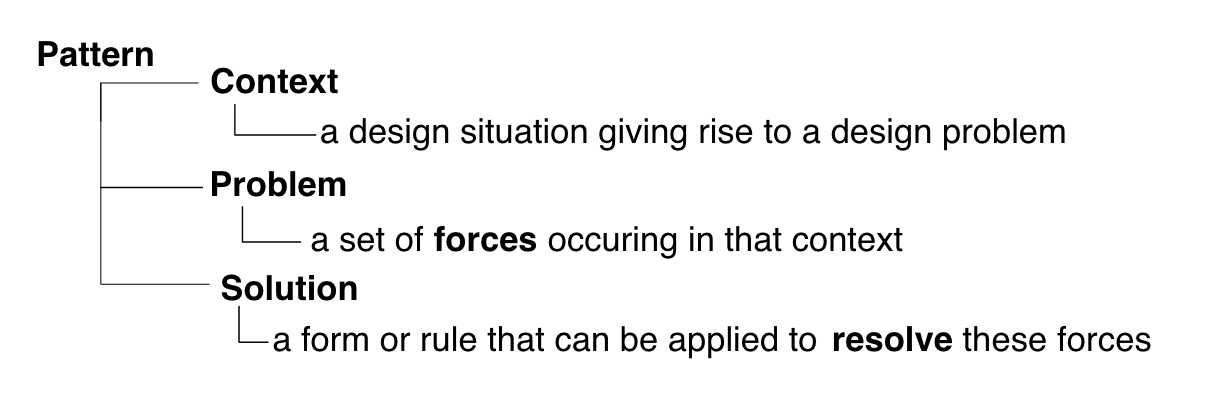 Pattern
Context
a design situation giving rise to a design problem
Problem
a set of forces occuring in that context
Solution
a form or rule that can be applied to resolve these forces